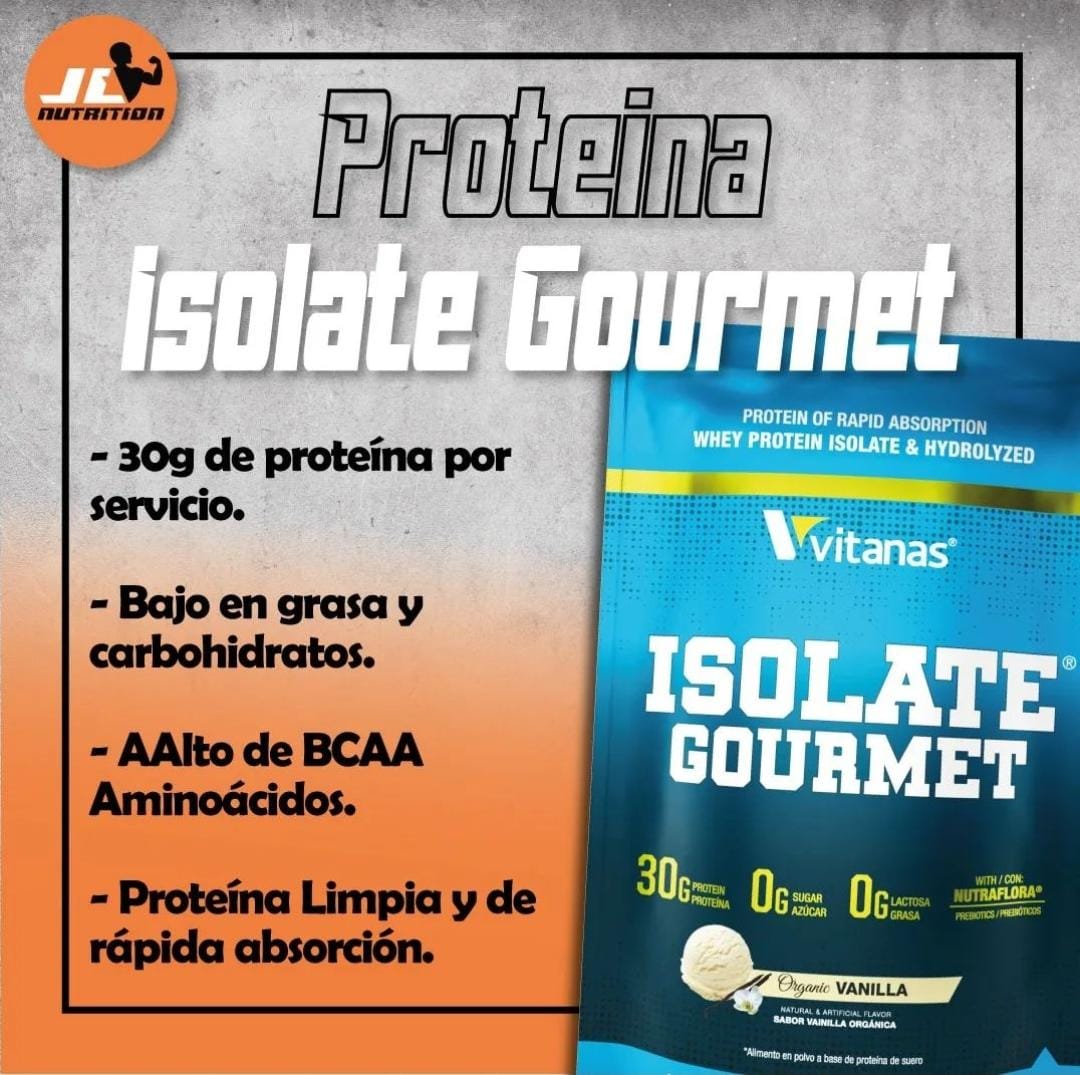 JE
NUTRITION
Proteina
Isolate Gourmet
- 30g de proteína por
servicio.
- Bajo en grasa y
carbohidratos.
- AAlto de BCAA
Aminoácidos.
- Proteína Limpia y de
rápida absorción.
PROTEIN OF RAPID ABSORPTION
WHEY PROTEIN ISOLATE & HYDROLYZED
vitanas®
ISOLATE®
GOURMET
30G PROTEIN
PROTEÍNA
0G SUGAR
AZÚCAR
0G LACTOSA
GRASA
WITH / CON:
NUTRAFLORA®
PREBIOTICS / PREBIÓTICOS
Organic VANILLA
NATURAL & ARTIFICIAL FLAVOR
SABOR VAINILLA ORGÁNICA
*Alimento en polvo a base de proteína de suero